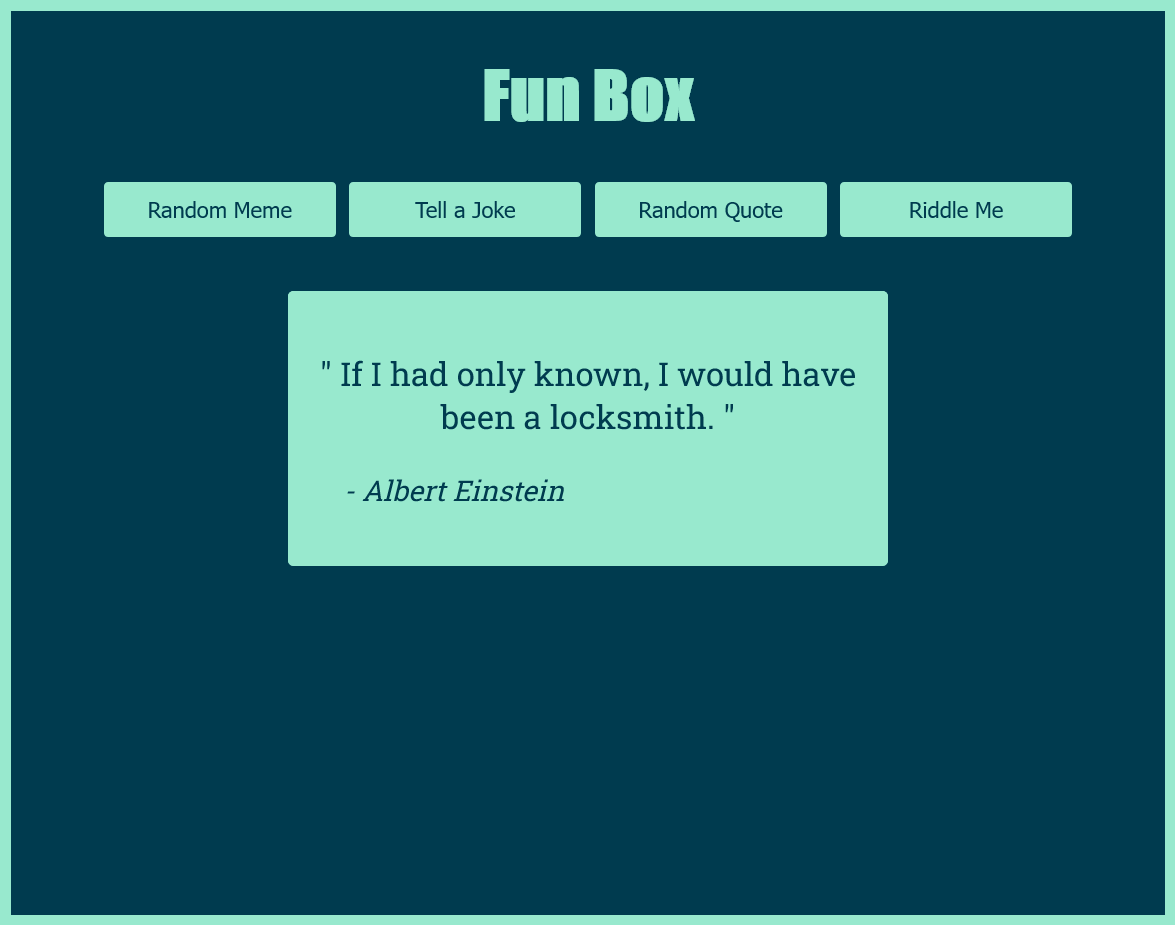 Fun Box
Random Meme
Tell a Joke
Random Quote
Riddle Me
" If I had only known, I would have
been a locksmith. "
- Albert Einstein